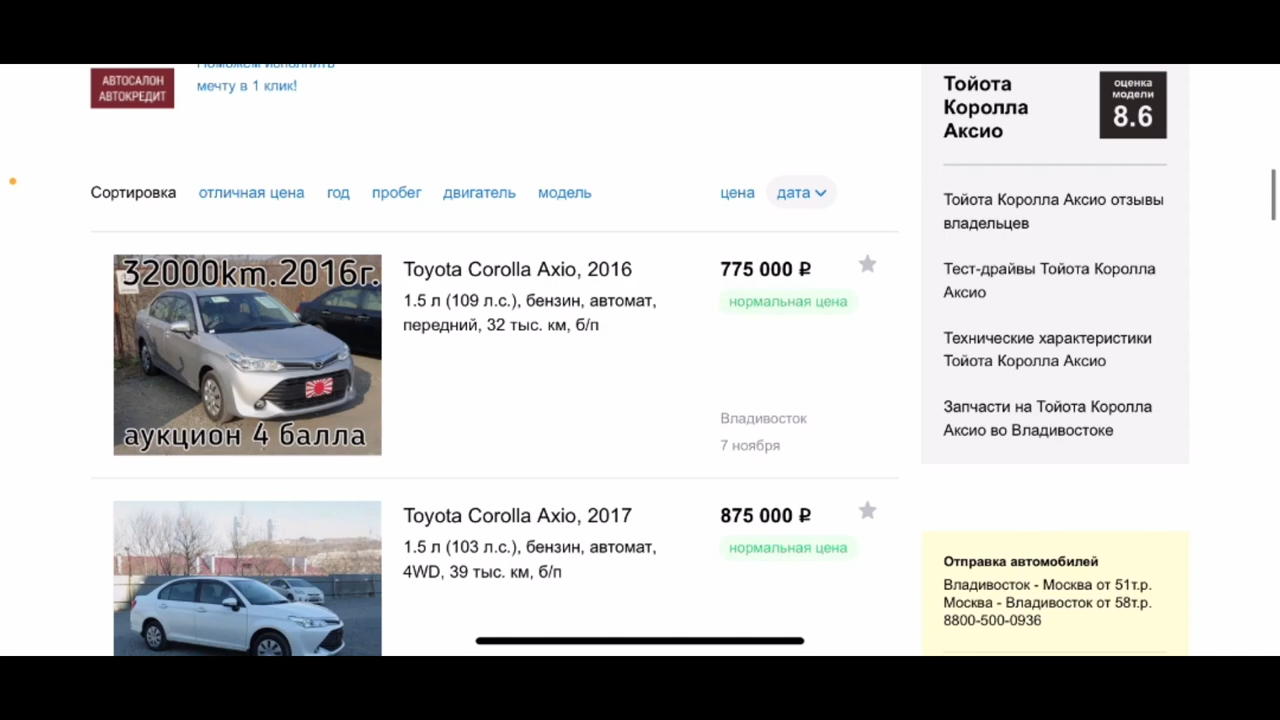 Поможем исполнить
мечту в 1 клик!
АВТОСАЛОН
АВТОКРЕДИТ
Сортировка отличная цена год пробег двигатель модель цена дата
32000km.2016г.
аукцион 4 балла
Toyota Corolla Axio, 2016
1.5 л (109 л.с.), бензин, автомат,
передний, 32 тыс. км, б/п
775 000 ₽
нормальная цена
Владивосток
7 ноября
Toyota Corolla Axio, 2017
1.5 л (103 л.с.), бензин, автомат,
4WD, 39 тыс. км, б/п
875 000 ₽
нормальная цена
Тойота
Королла
Аксио
оценка
модели
8.6
Тойота Королла Аксио отзывы
владельцев
Тест-драйвы Тойота Королла
Аксио
Технические характеристики
Тойота Королла Аксио
Запчасти на Тойота Королла
Аксио во Владивостоке
Отправка автомобилей
Владивосток - Москва от 51т.р.
Москва - Владивосток от 58т.р.
8800-500-0936